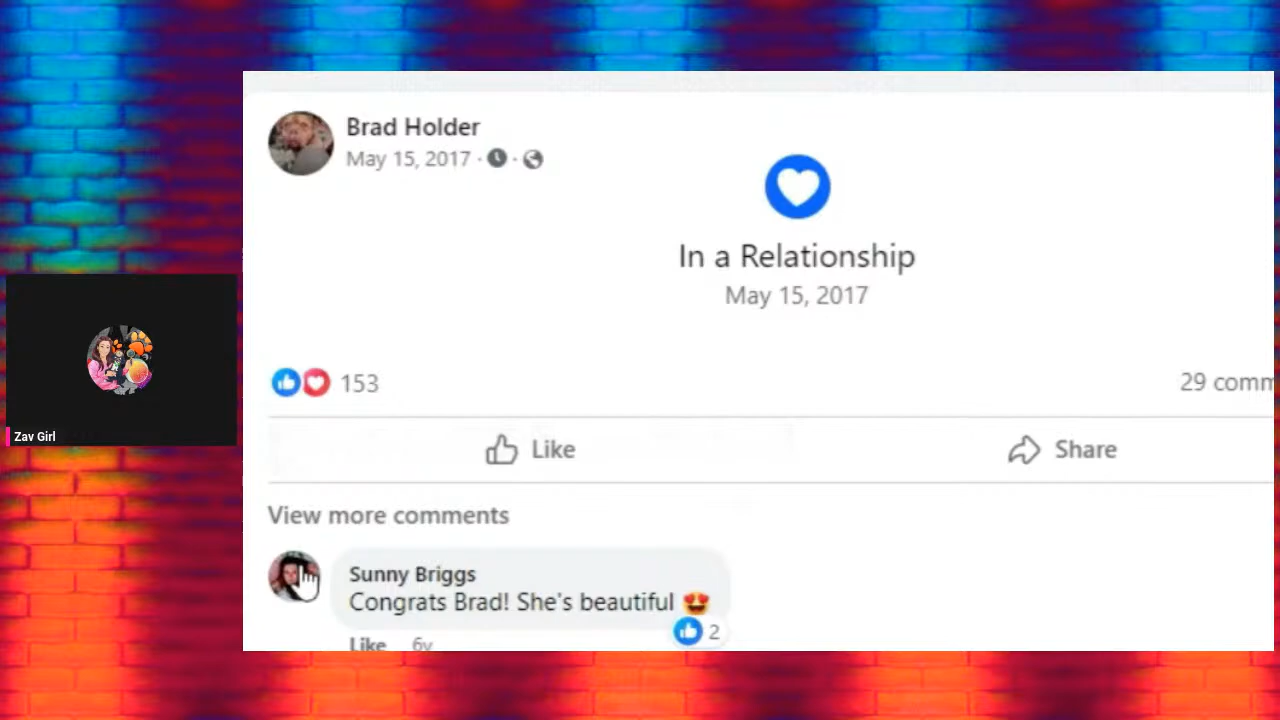 Brad Holder
May 15, 2017 ·
In a Relationship
May 15, 2017
153
29 comm
Like
Share
View more comments
Sunny Briggs
Congrats Brad! She's beautiful 😍
2
Like 6y
Zav Girl